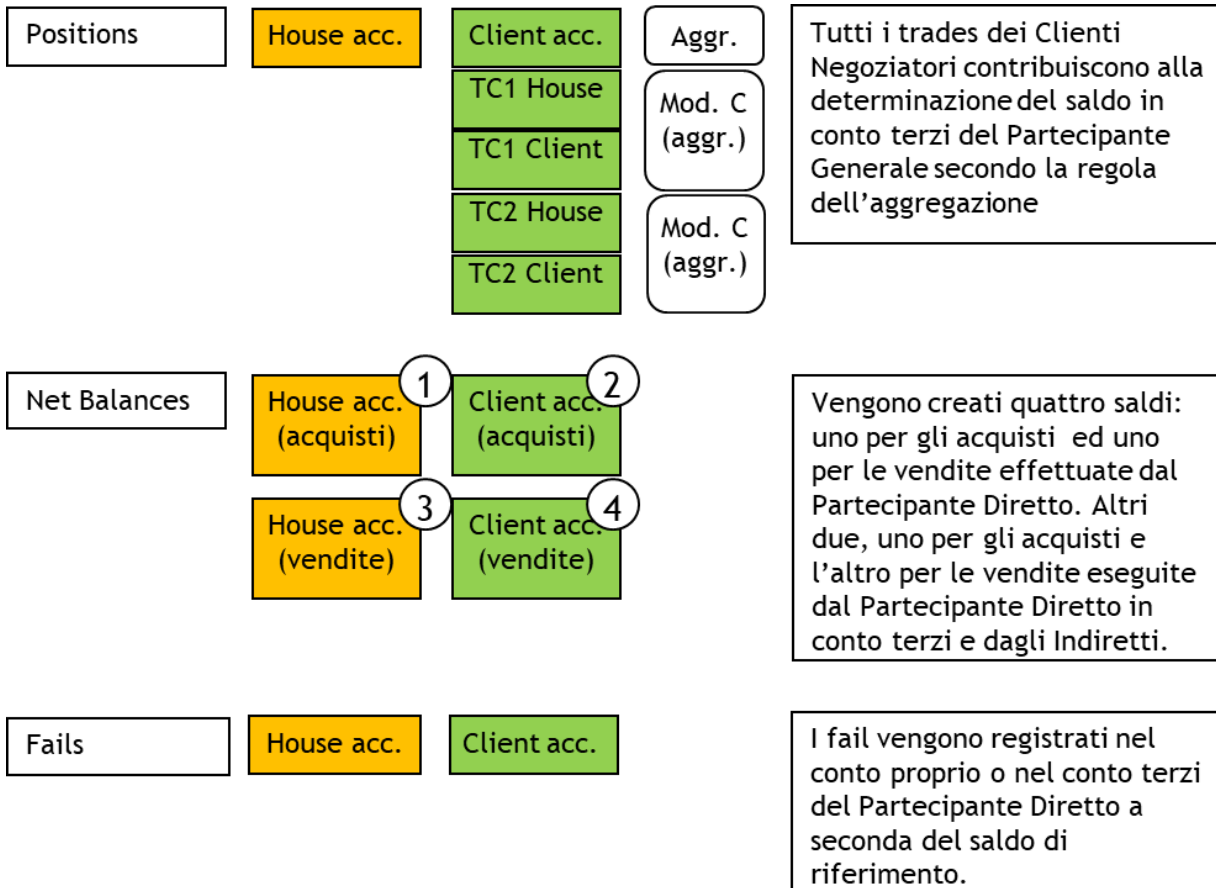 Positions
House acc.
Client acc.
Aggr.
TC1 House
TC1 Client
Mod. C
(aggr.)
TC2 House
TC2 Client
Mod. C
(aggr.)
Tutti i trades dei Clienti
Negoziatori contribuiscono alla
determinazione del saldo in
conto terzi del Partecipante
Generale secondo la regola
dell'aggregazione
Net Balances
House acc.
(acquisti)
1
Client acc.
(acquisti)
2
House acc.
(vendite)
3
Client acc.
(vendite)
4
Vengono creati quattro saldi:
uno per gli acquisti ed uno
per le vendite effettuate dal
Partecipante Diretto. Altri
due, uno per gli acquisti e
l'altro per le vendite eseguite
dal Partecipante Diretto in
conto terzi e dagli Indiretti.
Fails
House acc.
Client acc.
I fail vengono registrati nel
conto proprio o nel conto terzi
del Partecipante Diretto a
seconda del saldo di
riferimento.